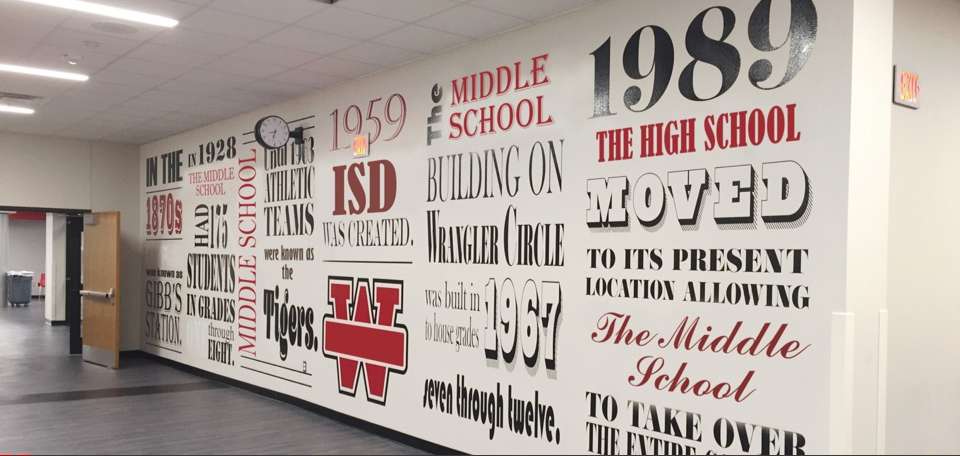 IN THE
1870s
were known as
GIBB'S
STATION.
IN 1928
THE MIDDLE
SCHOOL
HAD 175
STUDENTS
IN GRADES
through
EIGHT.
MIDDLE SCHOOL
Until
ATHLETIC
TEAMS
were known as
the
Tigers.
1959
ISD
WAS CREATED.
W
The MIDDLE
SCHOOL
BUILDING ON
WRANGLER CIRCLE
was built in 1967
to house grades
seven through twelve.
1989
THE HIGH SCHOOL
MOVED
TO ITS PRESENT
LOCATION ALLOWING
The Middle
School
TO TAKE OVER
THE ENTIRE